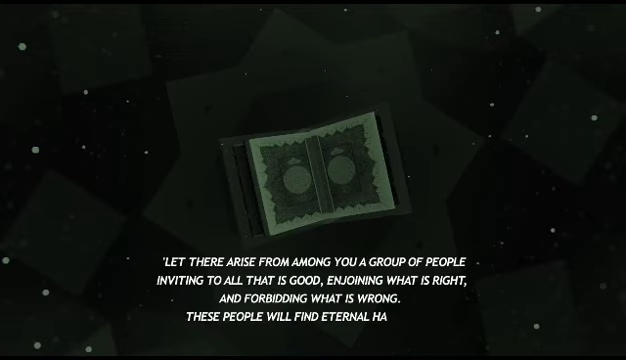 'LET THERE ARISE FROM AMONG YOU A GROUP OF PEOPLE
INVITING TO ALL THAT IS GOOD, ENJOINING WHAT IS RIGHT,
AND FORBIDDING WHAT IS WRONG.
THESE PEOPLE WILL FIND ETERNAL HA